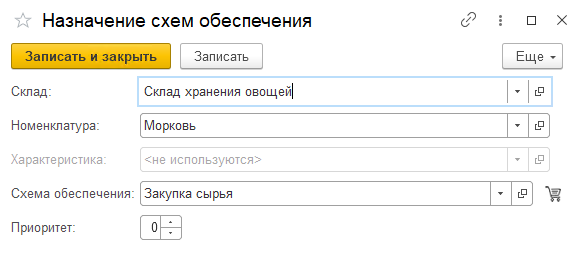 Назначение схем обеспечения
Записать и закрыть Записать Еще
Склад: Склад хранения овощей
Номенклатура: Морковь
Характеристика: <не используются>
Схема обеспечения: Закупка сырья
Приоритет: 0